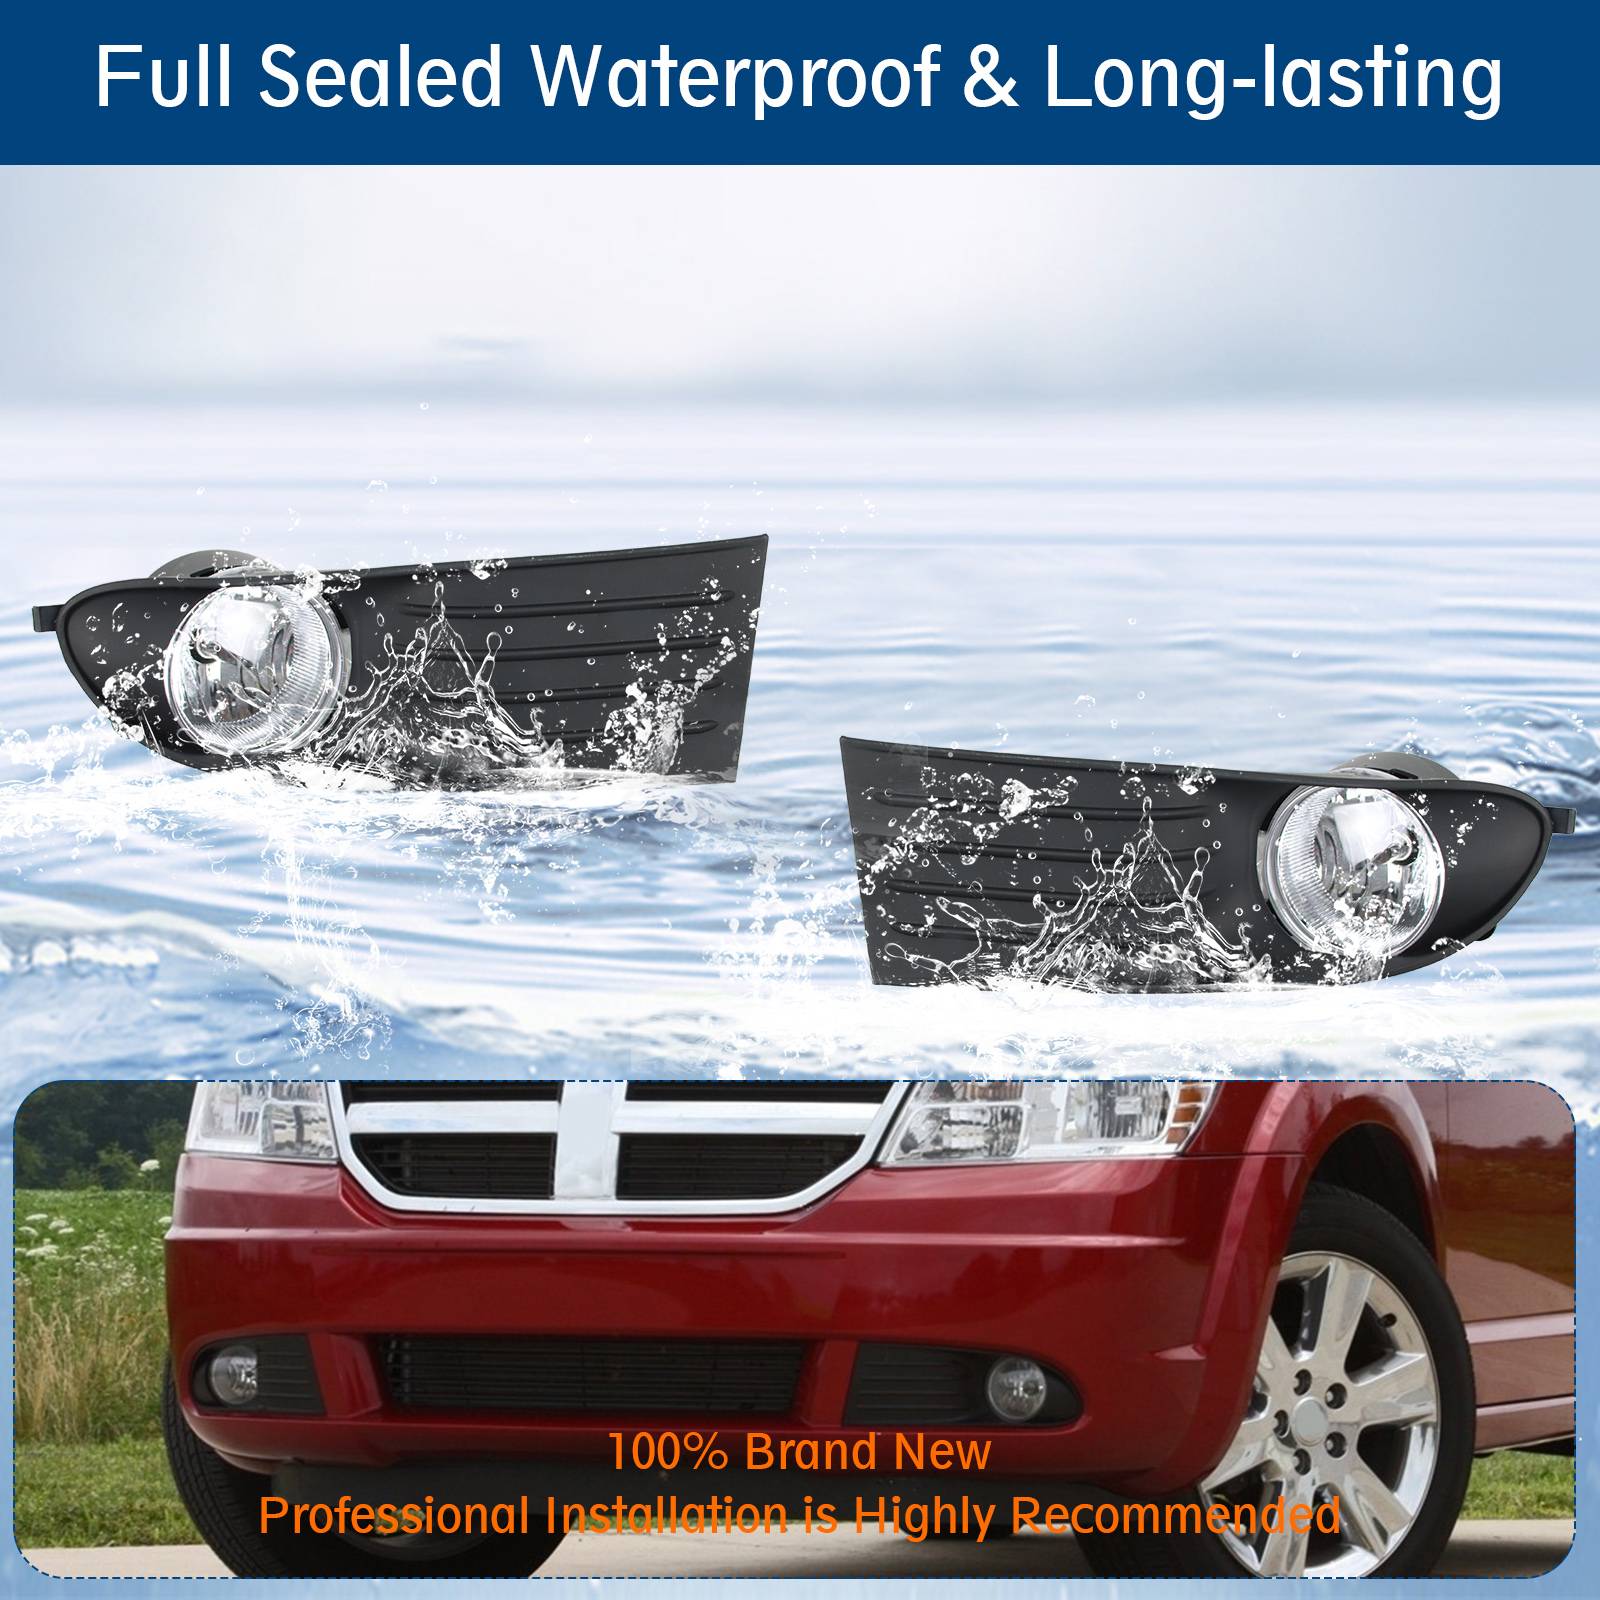 Full Sealed Waterproof & Long-lasting
100% Brand New
Professional Installation is Highly Recommended